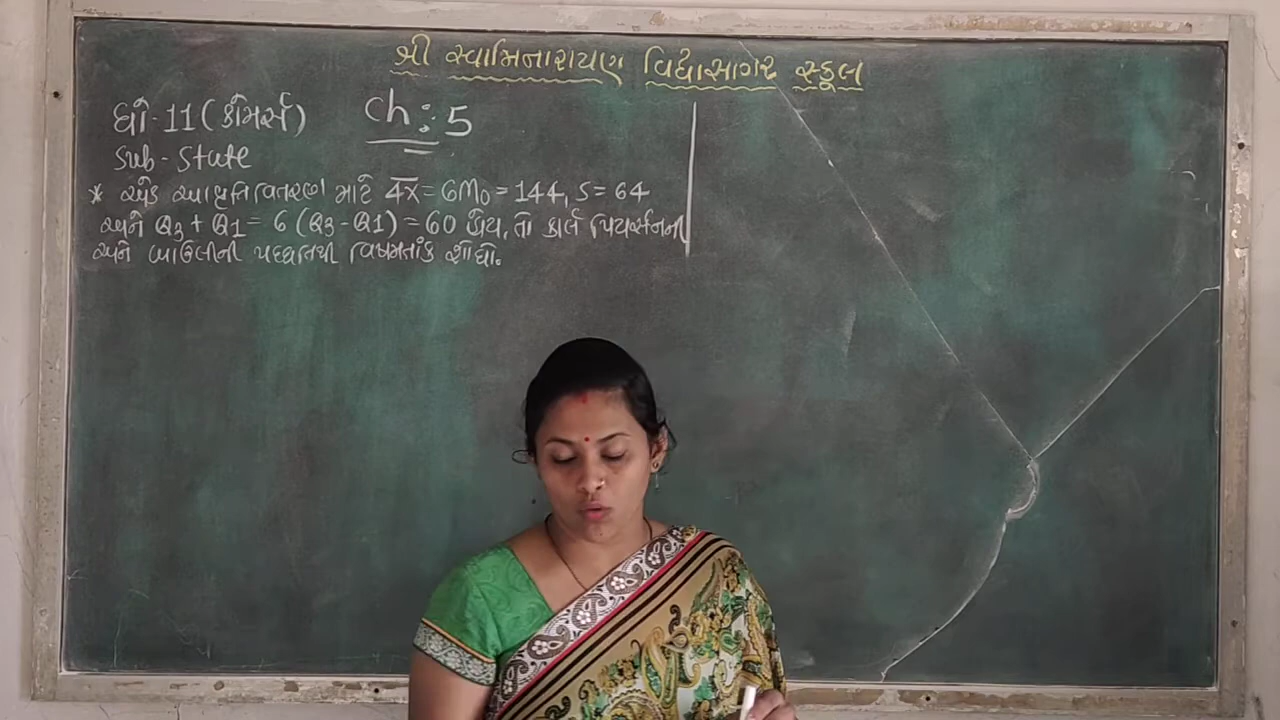 શ્રી સ્વામિનારાયણ વિદ્યાસાગર સ્કૂલ
ધો-11 (કોમર્સ) ch : 5
Sub - State
* એક આવૃત્તિ વિતરણ માટે 4x̅ = 6M₀ = 144, S = 64
અને Q₃ + Q₁ = 6 (Q₃ - Q1) = 60 હોય, તો કાર્લ પિયર્સનની
અને બાઉલીની પદ્ધતિથી વિષમતાંક શોધો.